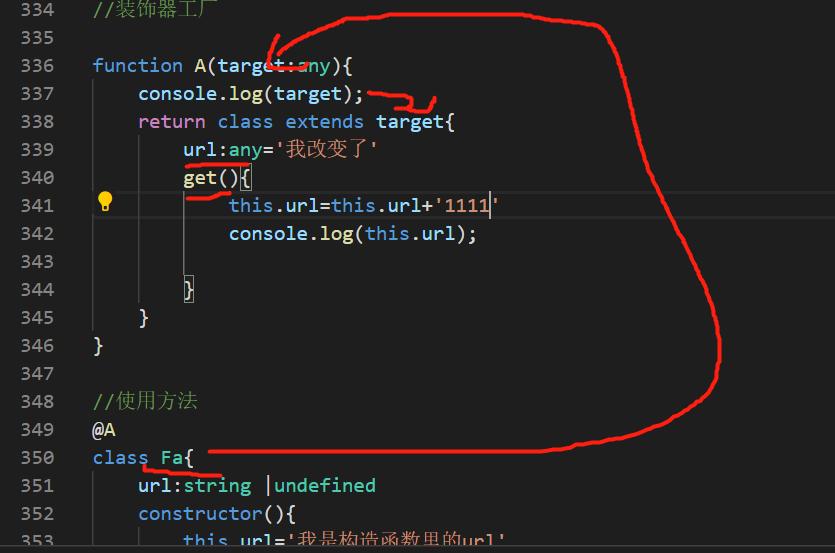 334 //装饰器工厂
335
336 function A(target:any){
337 console.log(target);
338 return class extends target{
339 url:any='我改变了'
340 get(){
341 this.url=this.url+'1111'
342 console.log(this.url);
343
344 }
345 }
346 }
347
348 //使用方法
349 @A
350 class Fa{
351 url:string |undefined
352 constructor(){
353 this.url='我是构造函数里的url'